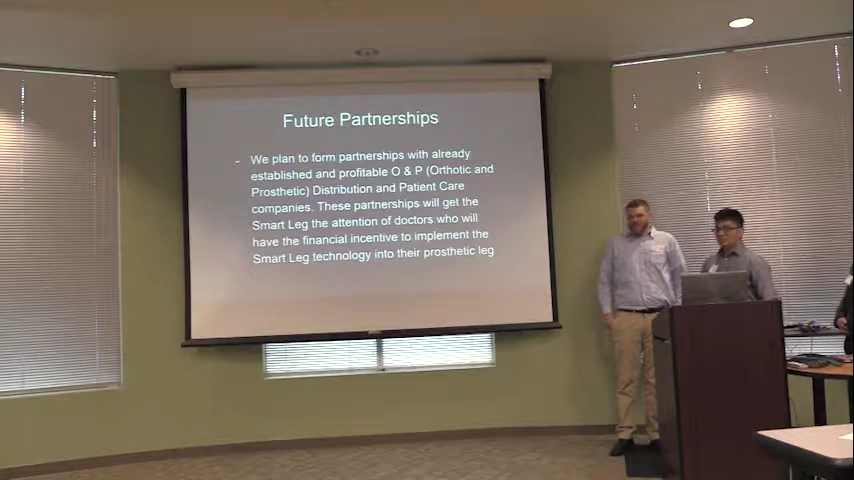 Future Partnerships
- We plan to form partnerships with already
established and profitable O & P (Orthotic and
Prosthetic) Distribution and Patient Care
companies. These partnerships will get the
Smart Leg the attention of doctors who will
have the financial incentive to implement the
Smart Leg technology into their prosthetic leg